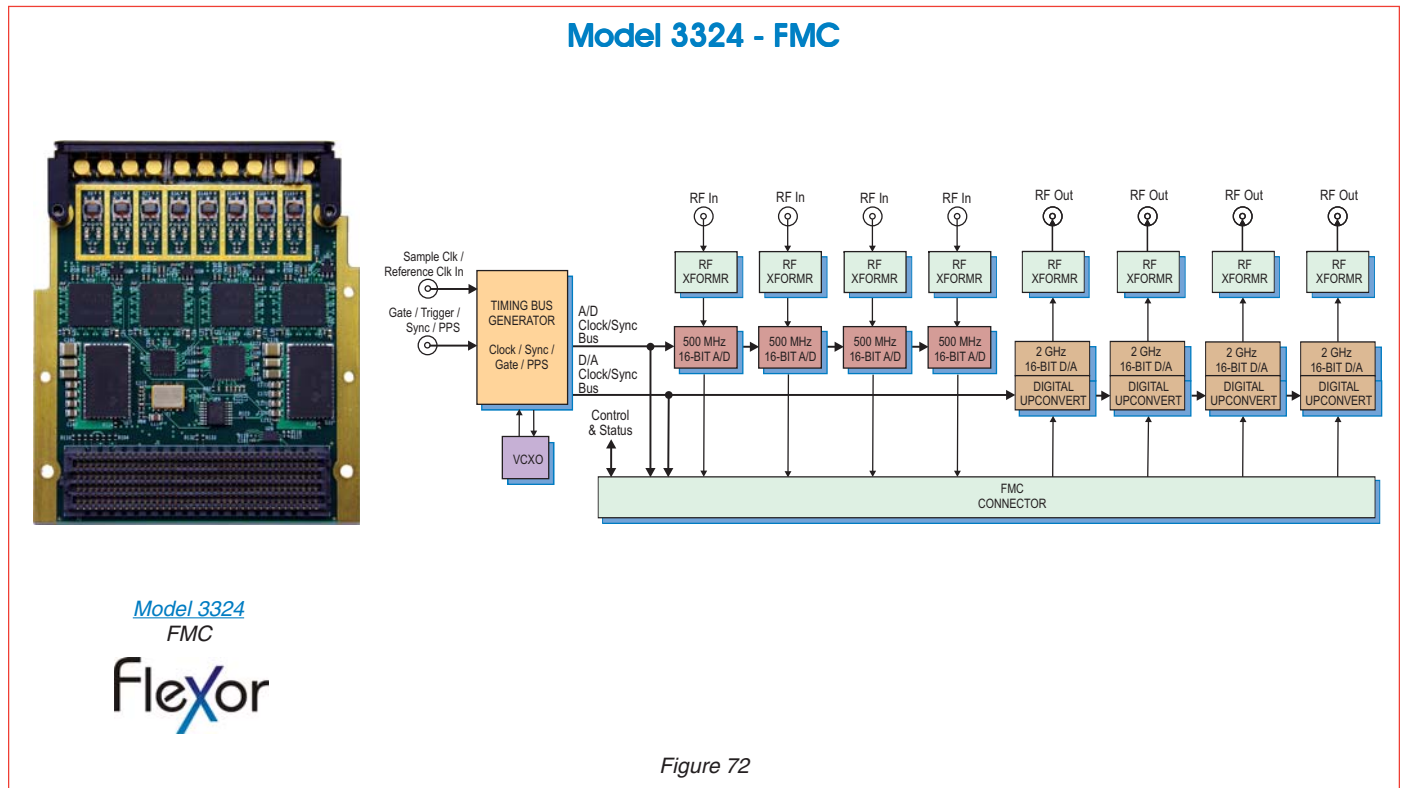 Model 3324 - FMC
RF In
RF In
RF In
RF In
RF Out
RF Out
RF Out
RF Out
Sample Clk /
Reference Clk In
Gate / Trigger /
Sync / PPS
TIMING BUS
GENERATOR
Clock / Sync /
Gate / PPS
VCXO
A/D
Clock/Sync
Bus
D/A
Clock/Sync
Bus
Control
& Status
RF
XFORMR
RF
XFORMR
RF
XFORMR
RF
XFORMR
RF
XFORMR
RF
XFORMR
RF
XFORMR
RF
XFORMR
500 MHz
16-BIT A/D
500 MHz
16-BIT A/D
500 MHz
16-BIT A/D
500 MHz
16-BIT A/D
2 GHz
16-BIT D/A
DIGITAL
UPCONVERT
2 GHz
16-BIT D/A
DIGITAL
UPCONVERT
2 GHz
16-BIT D/A
DIGITAL
UPCONVERT
2 GHz
16-BIT D/A
DIGITAL
UPCONVERT
FMC
CONNECTOR
Model 3324
FMC
Flexor
Figure 72